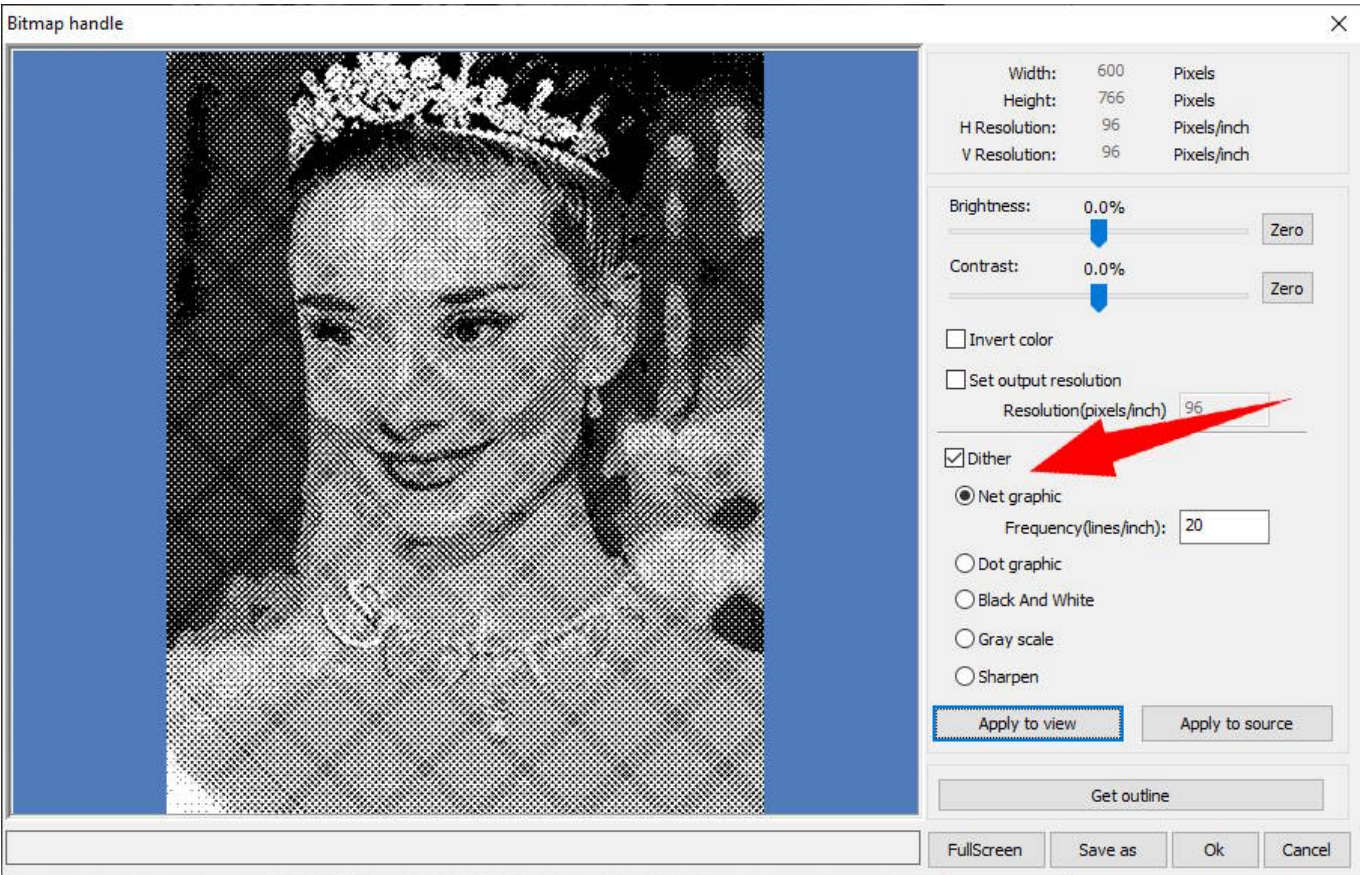 Bitmap handle
Width: 600 Pixels
Height: 766 Pixels
H Resolution: 96 Pixels/inch
V Resolution: 96 Pixels/inch
Brightness: 0.0%
Zero
Contrast: 0.0%
Zero
Invert color
Set output resolution
Resolution(pixels/inch) 96
Dither
Net graphic
Frequency(lines/inch): 20
Dot graphic
Black And White
Gray scale
Sharpen
Apply to view Apply to source
Get outline
FullScreen Save as Ok Cancel